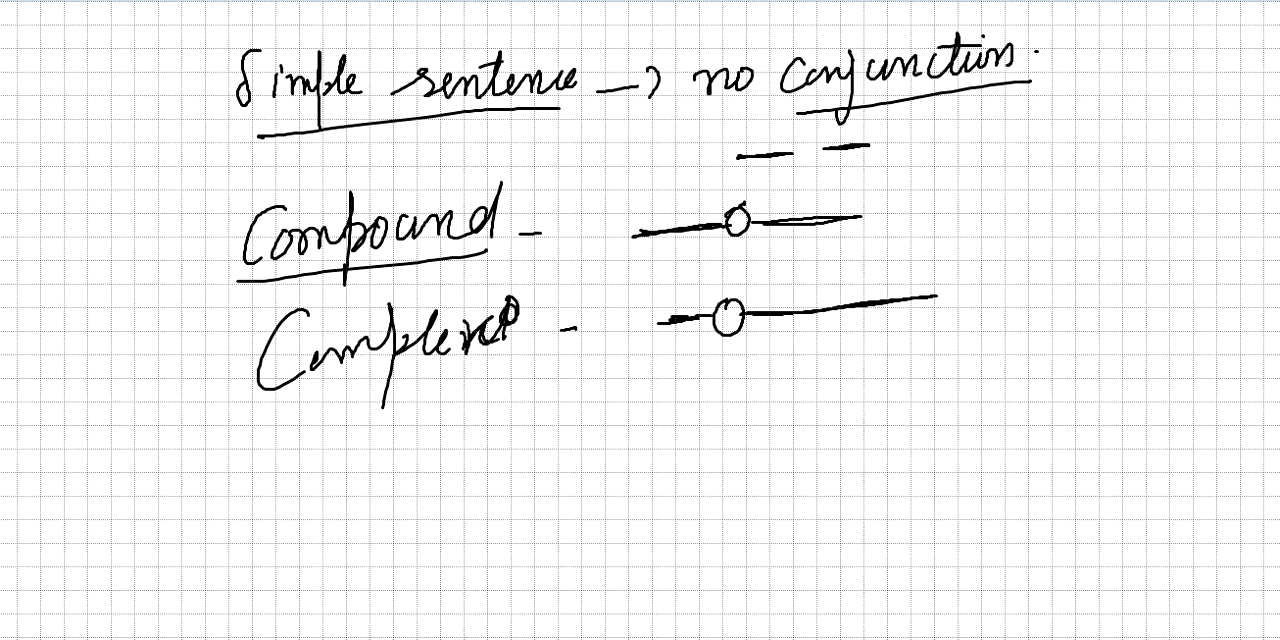 Simple sentence → no conjunction.
Compound -
Complex -